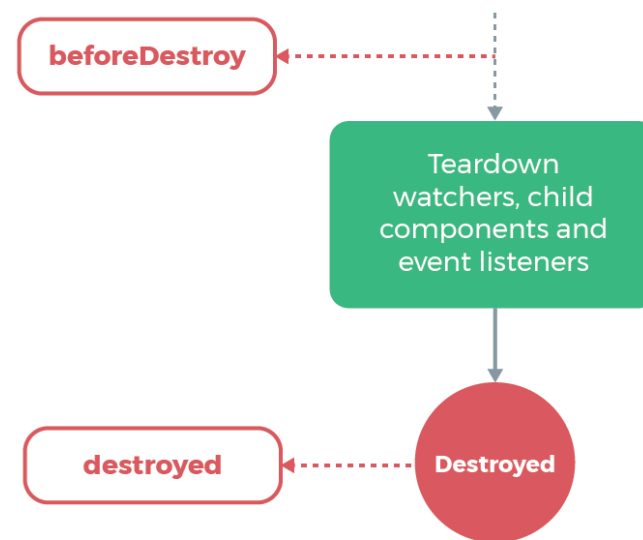 beforeDestroy
Teardown
watchers, child
components and
event listeners
destroyed
Destroyed